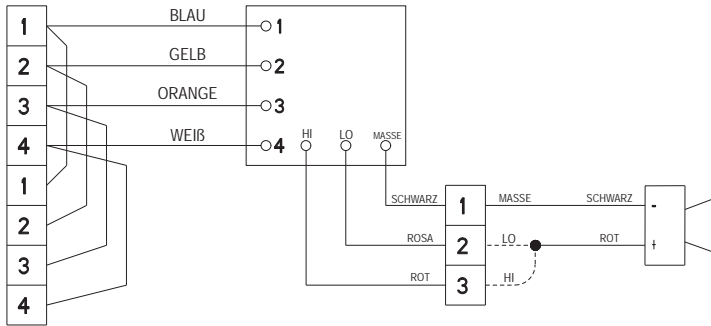 1 BLAU 1
2 GELB 2
3 ORANGE 3
4 WEIß 4 HI LO MASSE
1 SCHWARZ 1 MASSE SCHWARZ -
2 ROSA 2 LO ROT +
3 ROT 3 HI
4